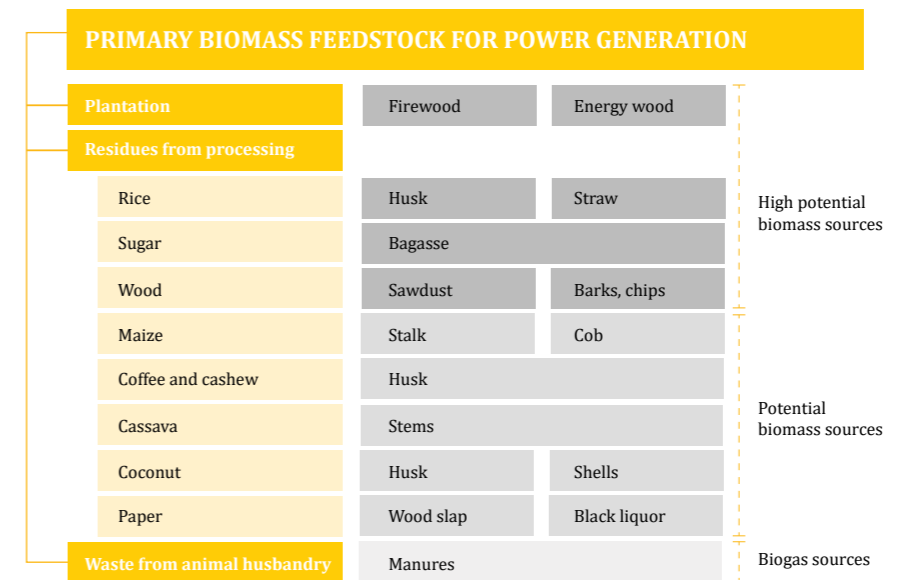 PRIMARY BIOMASS FEEDSTOCK FOR POWER GENERATION
Plantation
Firewood
Energy wood
Residues from processing
Rice
Husk
Straw
High potential
biomass sources
Sugar
Bagasse
Wood
Sawdust
Barks, chips
Maize
Stalk
Cob
Coffee and cashew
Husk
Potential
biomass sources
Cassava
Stems
Coconut
Husk
Shells
Paper
Wood slap
Black liquor
Waste from animal husbandry
Manures
Biogas sources